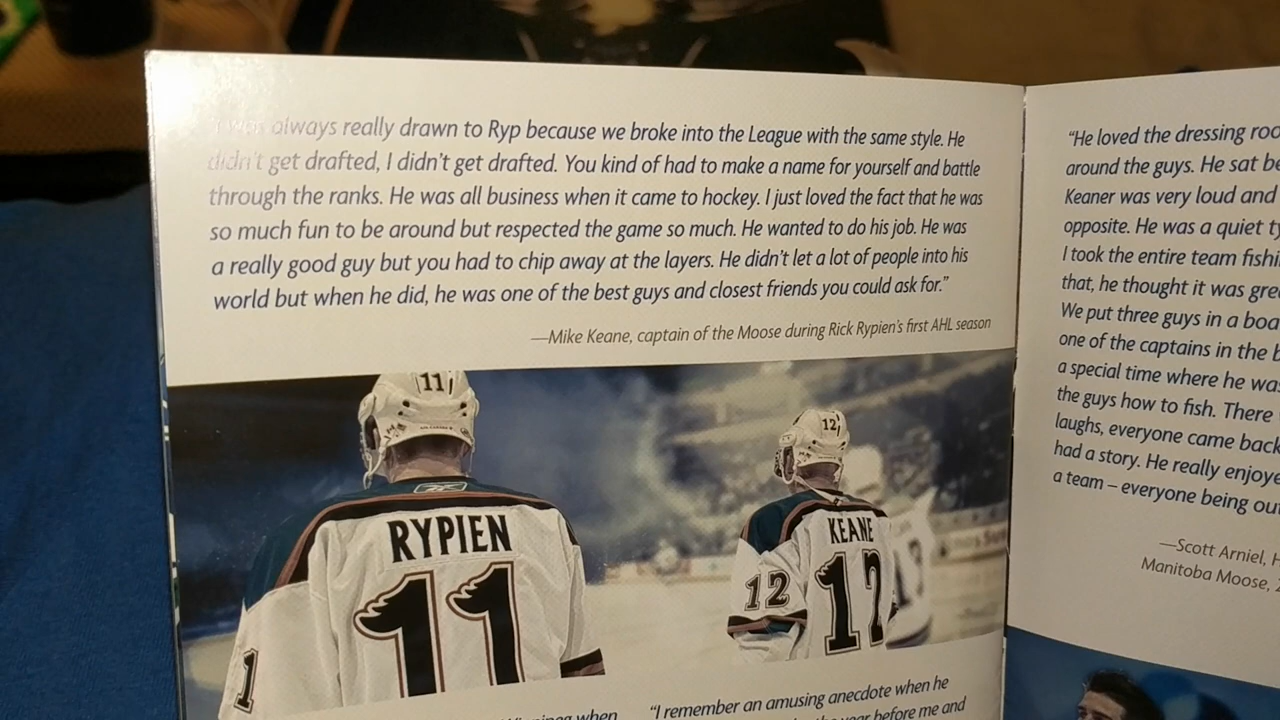 "I was always really drawn to Ryp because we broke into the League with the same style. He
didn't get drafted, I didn't get drafted. You kind of had to make a name for yourself and battle
through the ranks. He was all business when it came to hockey. I just loved the fact that he was
so much fun to be around but respected the game so much. He wanted to do his job. He was
a really good guy but you had to chip away at the layers. He didn't let a lot of people into his
world but when he did, he was one of the best guys and closest friends you could ask for."
—Mike Keane, captain of the Moose during Rick Rypien's first AHL season
11
RYPIEN
11
1
12
KEANE
12
12
when
"I remember an amusing anecdote when he
the year before me and
"He loved the dressing
around the guys. He sat
Keaner was very loud and
opposite. He was a quiet
I took the entire team
that, he thought it was
We put three guys in a
one of the captains in the
a special time where he
the guys how to fish. There
laughs, everyone came back
had a story. He really
a team – everyone being
—Scott Arniel,
Manitoba Moose,